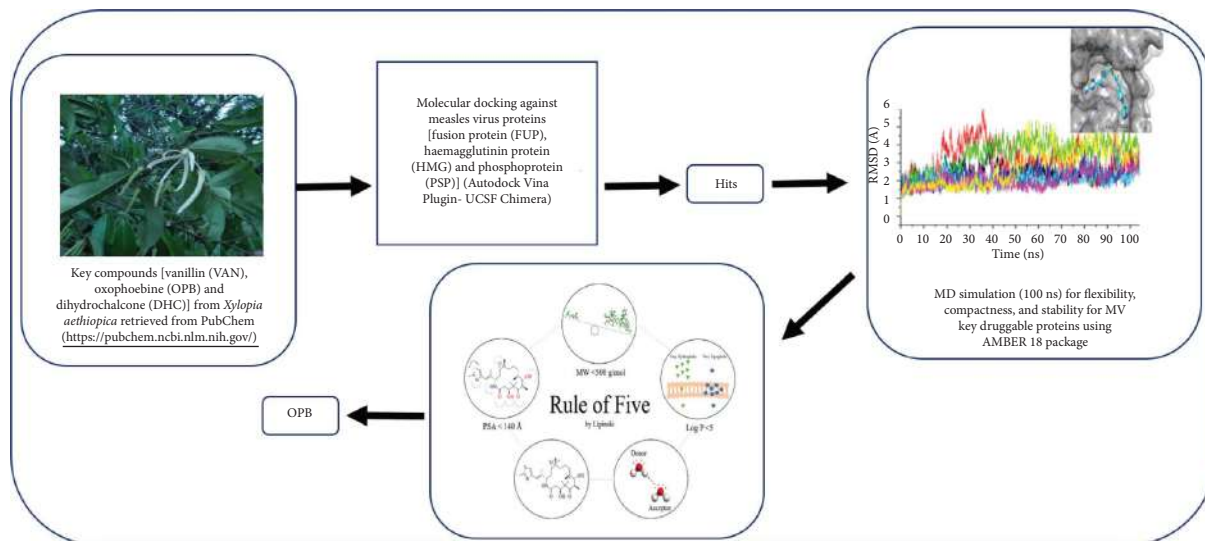 Key compounds [vanillin (VAN),
oxophoebine (OPB) and
dihydrochalcone (DHC)] from Xylopia
aethiopica retrieved from PubChem
(https://pubchem.ncbi.nlm.nih.gov/)
Molecular docking against
measles virus proteins
[fusion protein (FUP),
haemagglutinin protein
(HMG) and phosphoprotein
(PSP)] (Autodock Vina
Plugin- UCSF Chimera)
Hits
RMSD (A)
6
5
4
3
2
1
0
0 10 20 30 40 50 60 70 80 90 100
Time (ns)
MD simulation (100 ns) for flexibility,
compactness, and stability for MV
key druggable proteins using
AMBER 18 package
MW <500 g/mol
Log P<5
Donor
Acceptor
PSA <140 Å
Rule of Five
by Lipinski
OPB